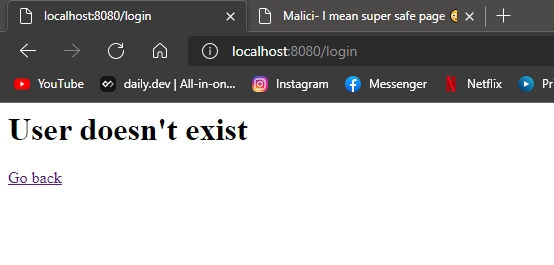 localhost:8080/login
Malici- I mean super safe page
localhost:8080/login
YouTube
daily.dev | All-in-on...
Instagram
Messenger
Netflix
Pr
User doesn't exist
Go back